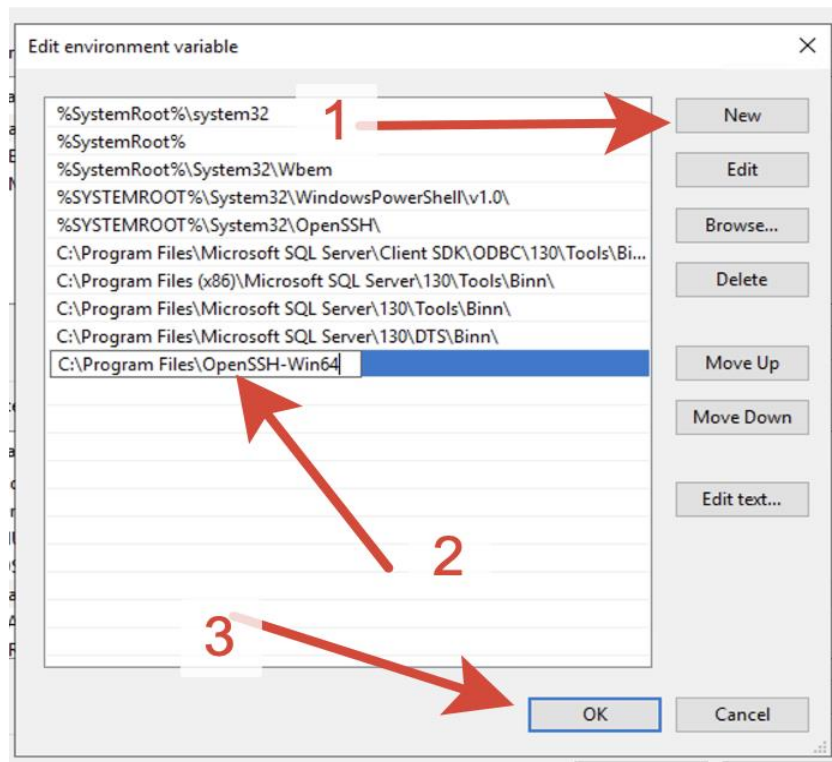 Edit environment variable
%SystemRoot%\system32
1
New
%SystemRoot%
%SystemRoot%\System32\Wbem
Edit
%SYSTEMROOT%\System32\WindowsPowerShell\v1.0\
%SYSTEMROOT%\System32\OpenSSH\
Browse...
C:\Program Files\Microsoft SQL Server\Client SDK\ODBC\130\Tools\Bi...
C:\Program Files (x86)\Microsoft SQL Server\130\Tools\Binn\
Delete
C:\Program Files\Microsoft SQL Server\130\Tools\Binn\
C:\Program Files\Microsoft SQL Server\130\DTS\Binn\
C:\Program Files\OpenSSH-Win64
Move Up
Move Down
Edit text...
2
3
OK
Cancel